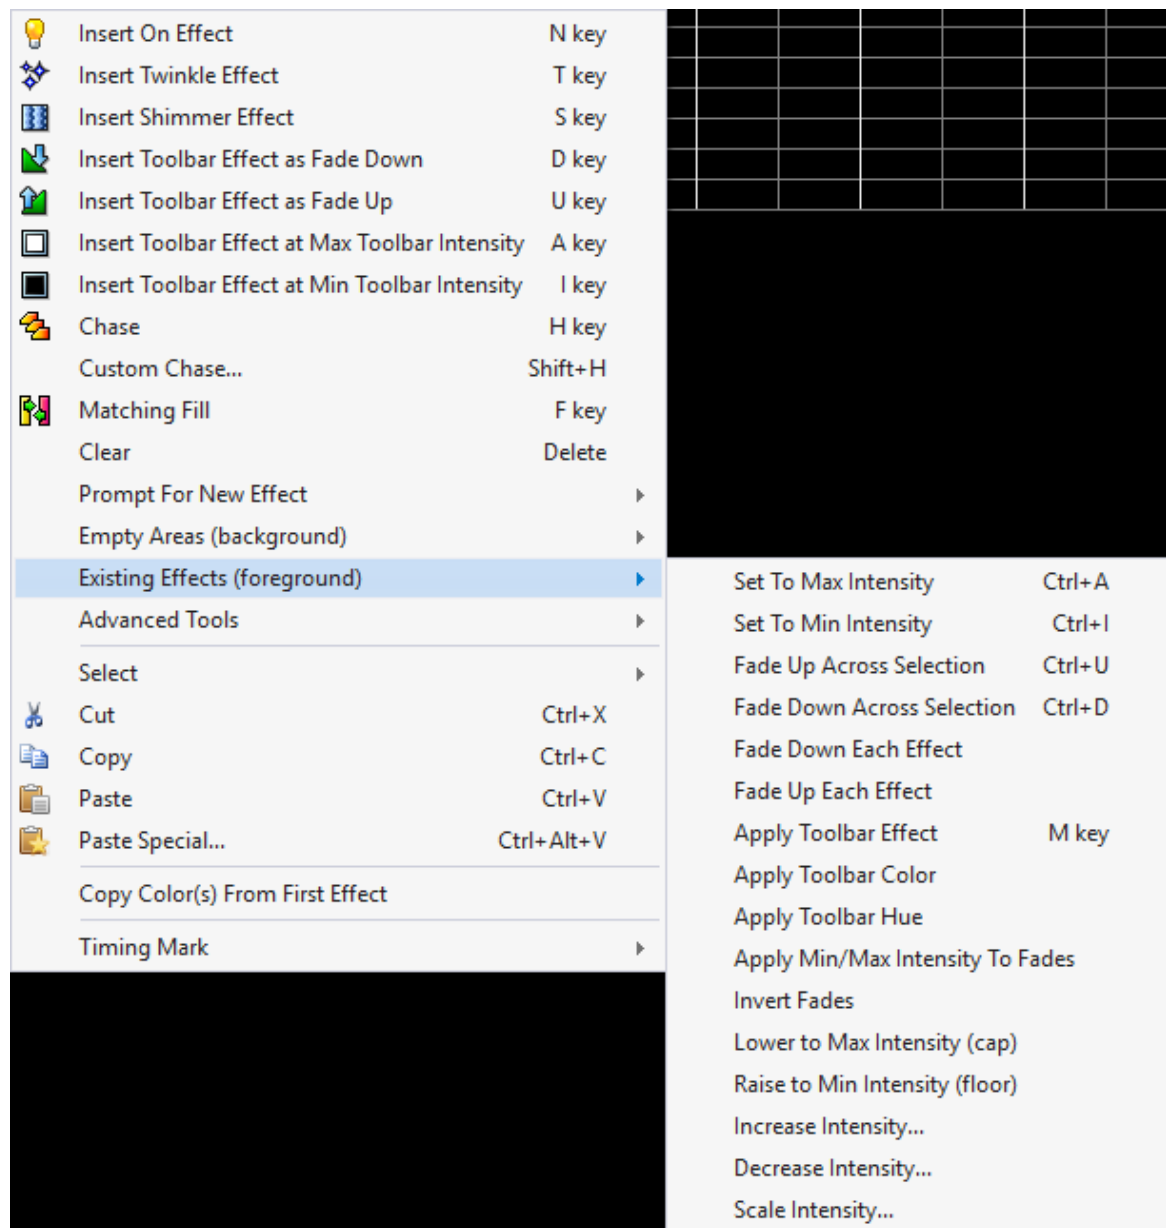 Insert On Effect N key
Insert Twinkle Effect T key
Insert Shimmer Effect S key
Insert Toolbar Effect as Fade Down D key
Insert Toolbar Effect as Fade Up U key
Insert Toolbar Effect at Max Toolbar Intensity A key
Insert Toolbar Effect at Min Toolbar Intensity I key
Chase H key
Custom Chase... Shift+H
Matching Fill F key
Clear Delete
Prompt For New Effect
Empty Areas (background)
Existing Effects (foreground)
Advanced Tools
Select
Cut Ctrl+X
Copy Ctrl+C
Paste Ctrl+V
Paste Special... Ctrl+Alt+V
Copy Color(s) From First Effect
Timing Mark
Set To Max Intensity Ctrl+A
Set To Min Intensity Ctrl+I
Fade Up Across Selection Ctrl+U
Fade Down Across Selection Ctrl+D
Fade Down Each Effect
Fade Up Each Effect
Apply Toolbar Effect M key
Apply Toolbar Color
Apply Toolbar Hue
Apply Min/Max Intensity To Fades
Invert Fades
Lower to Max Intensity (cap)
Raise to Min Intensity (floor)
Increase Intensity...
Decrease Intensity...
Scale Intensity...